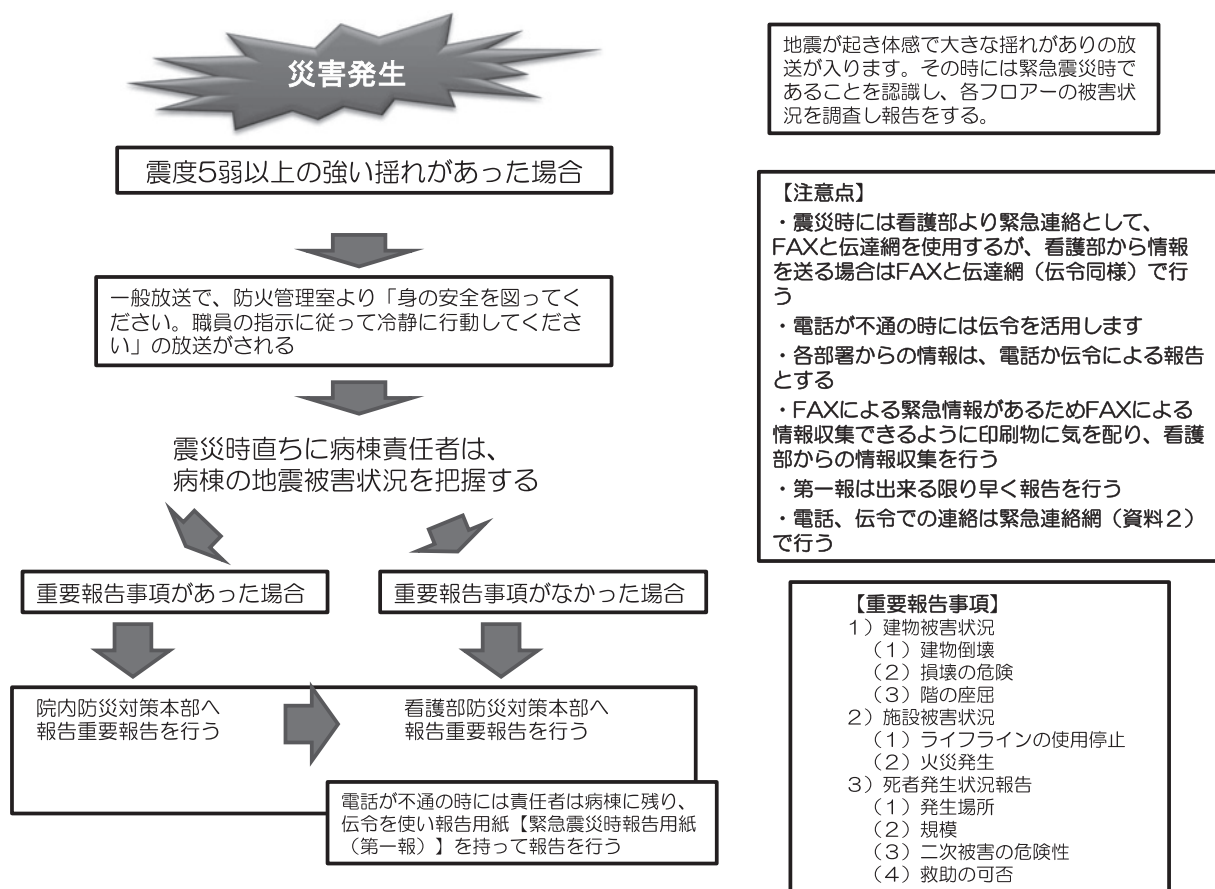 災害発生
震度5弱以上の強い揺れがあった場合
一般放送で、防火管理室より「身の安全を図ってく
ださい。職員の指示に従って冷静に行動してくださ
い」の放送がされる
震災時直ちに病棟責任者は、
病棟の地震被害状況を把握する
重要報告事項があった場合
重要報告事項がなかった場合
院内防災対策本部へ
報告重要報告を行う
看護部防災対策本部へ
報告重要報告を行う
電話が不通の時には責任者は病棟に残り、
伝令を使い報告用紙【緊急震災時報告用紙
(第一報)】を持って報告を行う
地震が起き体感で大きな揺れがありの放
送が入ります。その時には緊急震災時で
あることを認識し、各フロアーの被害状
況を調査し報告をする。
【注意点】
・震災時には看護部より緊急連絡として、
FAXと伝達網を使用するが、看護部から情報
を送る場合はFAXと伝達網(伝令同様)で行
う
・電話が不通の時には伝令を活用します
・各部署からの情報は、電話か伝令による報告
とする
・FAXによる緊急情報があるためFAXによる
情報収集できるように印刷物に気を配り、看護
部からの情報収集を行う
・第一報は出来る限り早く報告を行う
・電話、伝令での連絡は緊急連絡網(資料2)
で行う
【重要報告事項】
1)建物被害状況
(1)建物倒壊
(2)損壊の危険
(3)階の座屈
2)施設被害状況
(1)ライフラインの使用停止
(2)火災発生
3)死者発生状況報告
(1)発生場所
(2)規模
(3)二次被害の危険性
(4)救助の可否